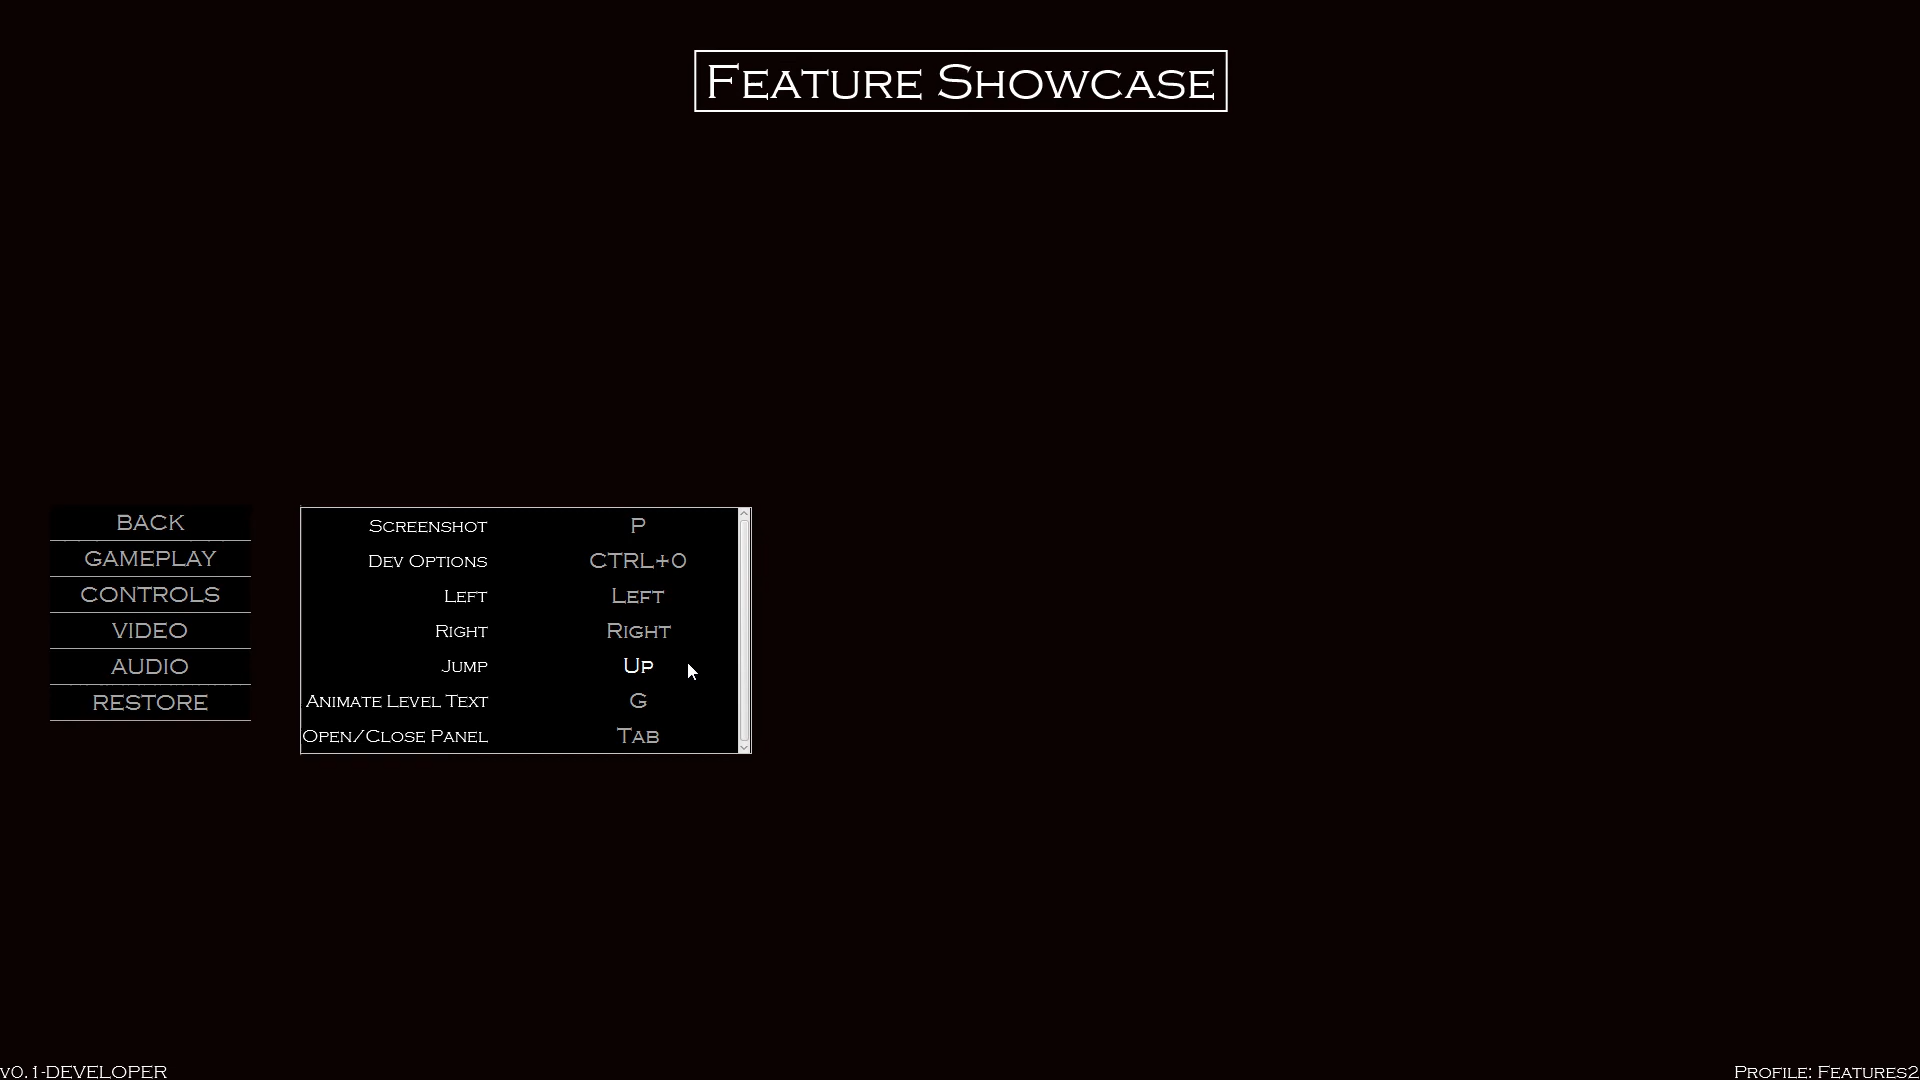 Feature Showcase
BACK
GAMEPLAY
CONTROLS
VIDEO
AUDIO
RESTORE
Screenshot P
Dev Options CTRL+0
Left Left
Right Right
Jump Up
Animate Level Text G
Open/Close Panel Tab
v0.1-DEVELOPER
Profile: Features2